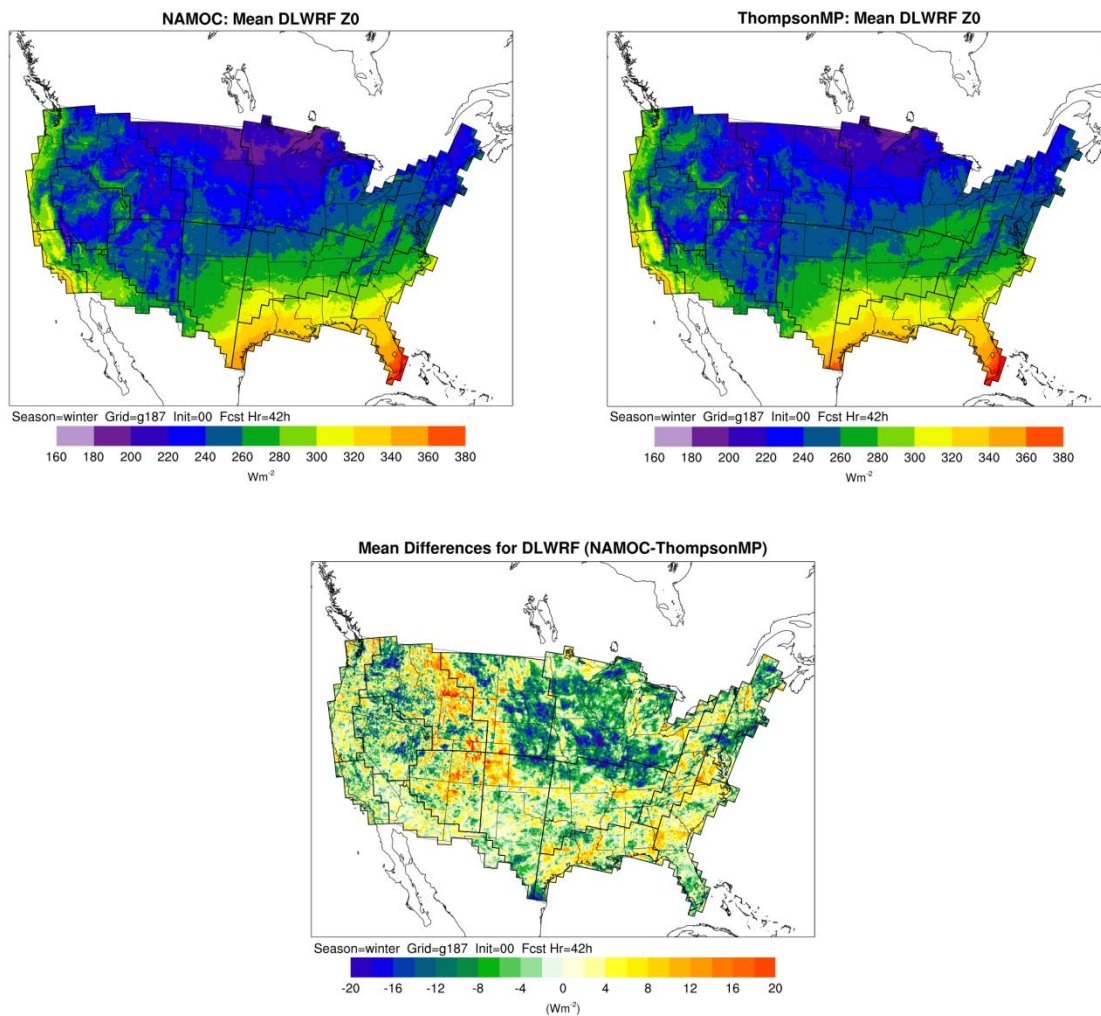 NAMOC: Mean DLWRF Z0
Season=winter Grid=g187 Init=00 Fcst Hr=42h
160 180 200 220 240 260 280 300 320 340 360 380
Wm-2
ThompsonMP: Mean DLWRF Z0
Season=winter Grid=g187 Init=00 Fcst Hr=42h
160 180 200 220 240 260 280 300 320 340 360 380
Wm-2
Mean Differences for DLWRF (NAMOC-ThompsonMP)
Season=winter Grid=g187 Init=00 Fcst Hr=42h
-20 -16 -12 -8 -4 0 4 8 12 16 20
(Wm-2)